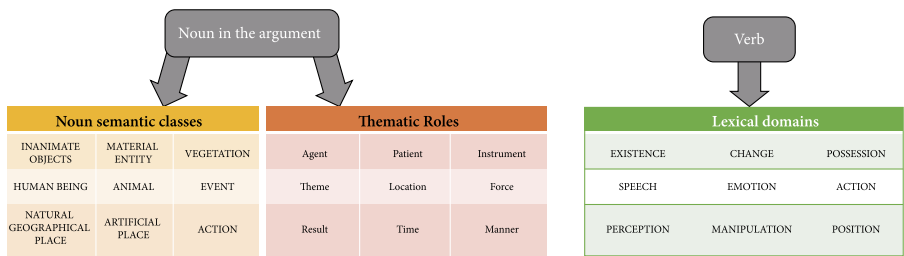 Noun in the argument
Verb
Noun semantic classes
Thematic Roles
Lexical domains
INANIMATE
OBJECTS
MATERIAL
ENTITY
VEGETATION
Agent
Patient
Instrument
EXISTENCE
CHANGE
POSSESSION
HUMAN BEING
ANIMAL
EVENT
Theme
Location
Force
SPEECH
EMOTION
ACTION
NATURAL
GEOGRAPHICAL
PLACE
ARTIFICIAL
PLACE
ACTION
Result
Time
Manner
PERCEPTION
MANIPULATION
POSITION